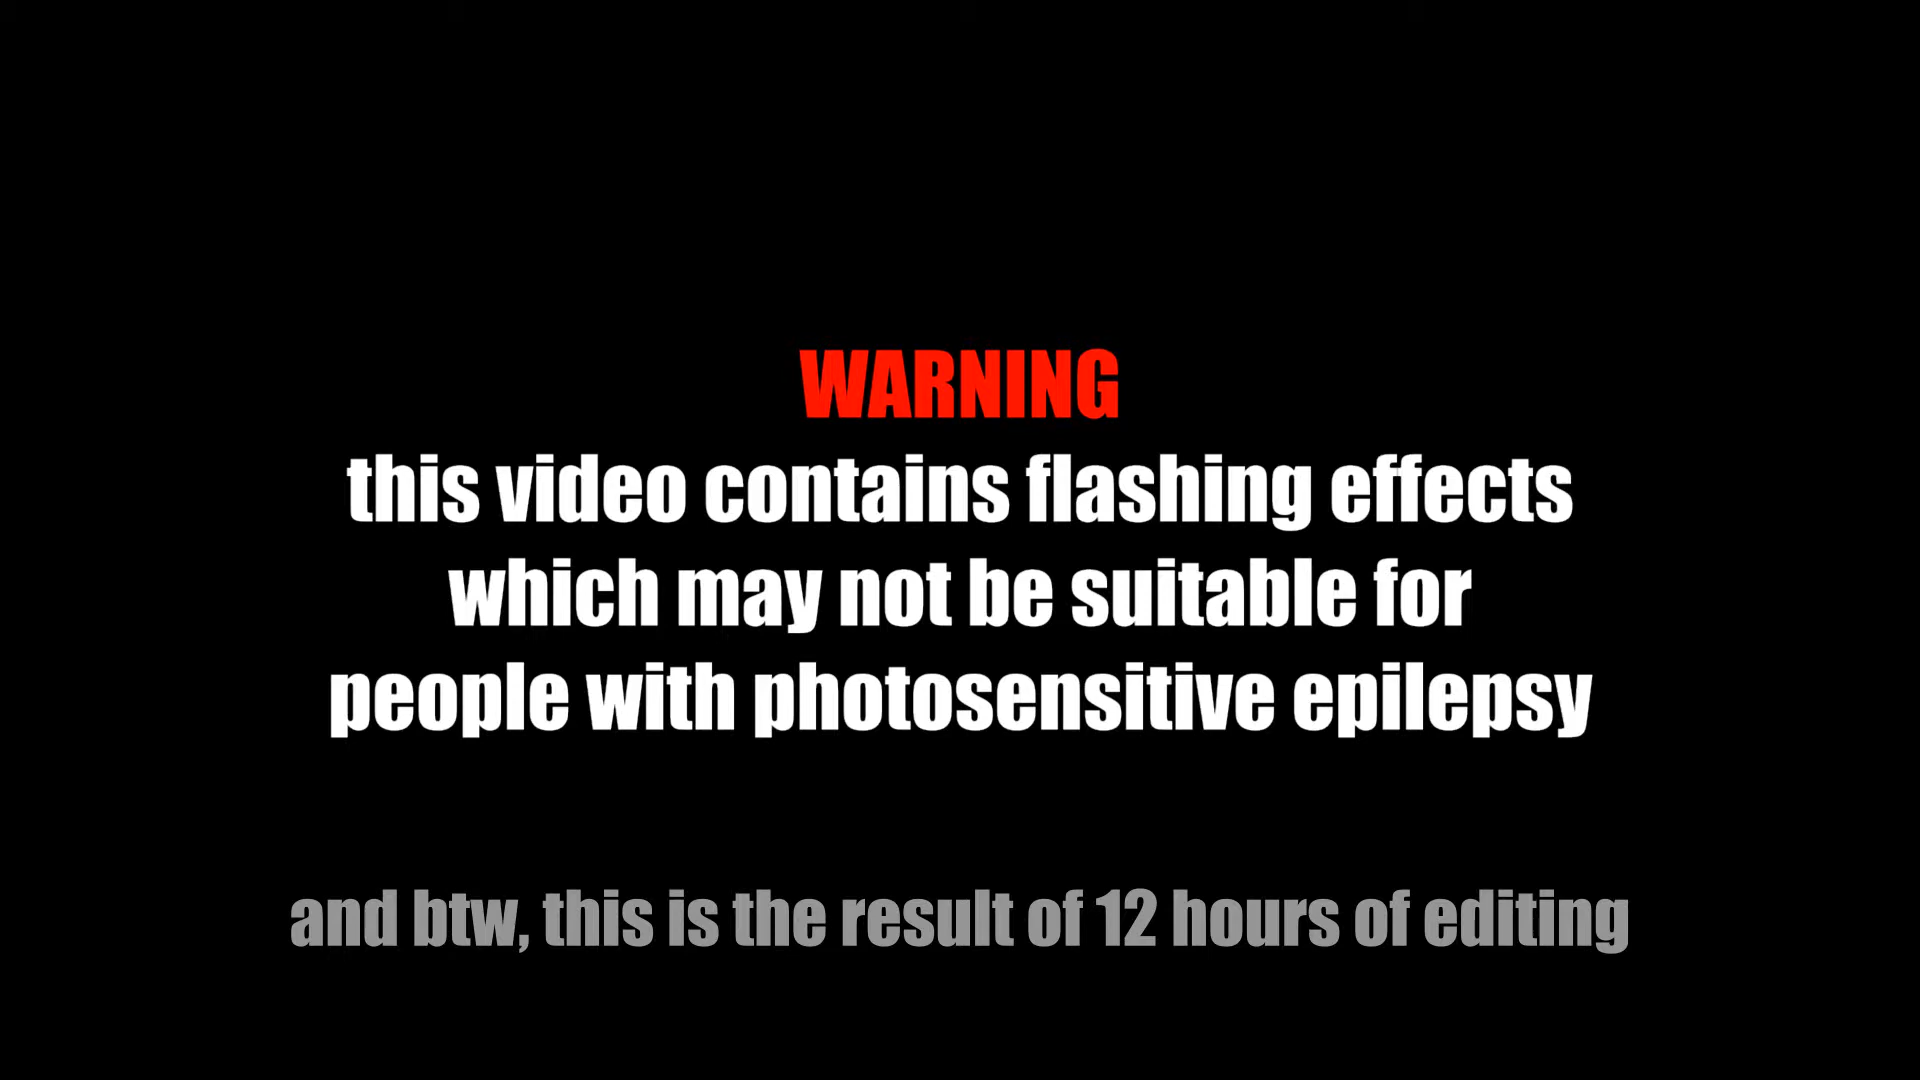 WARNING
this video contains flashing effects
which may not be suitable for
people with photosensitive epilepsy
and btw, this is the result of 12 hours of editing